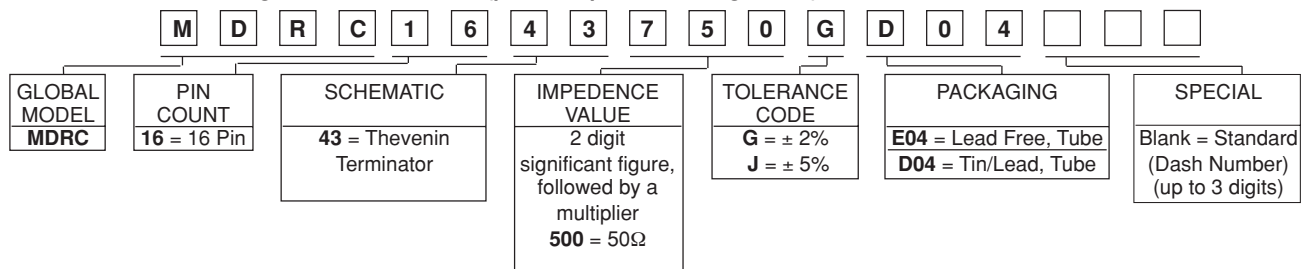 M D R C 1 6 4 3 7 5 0 G D 0 4
GLOBAL
MODEL
MDRC
PIN
COUNT
16 = 16 Pin
SCHEMATIC
43 = Thevenin
Terminator
IMPEDENCE
VALUE
2 digit
significant figure,
followed by a
multiplier
500 = 50Ω
TOLERANCE
CODE
G = ± 2%
J = ± 5%
PACKAGING
E04 = Lead Free, Tube
D04 = Tin/Lead, Tube
SPECIAL
Blank = Standard
(Dash Number)
(up to 3 digits)